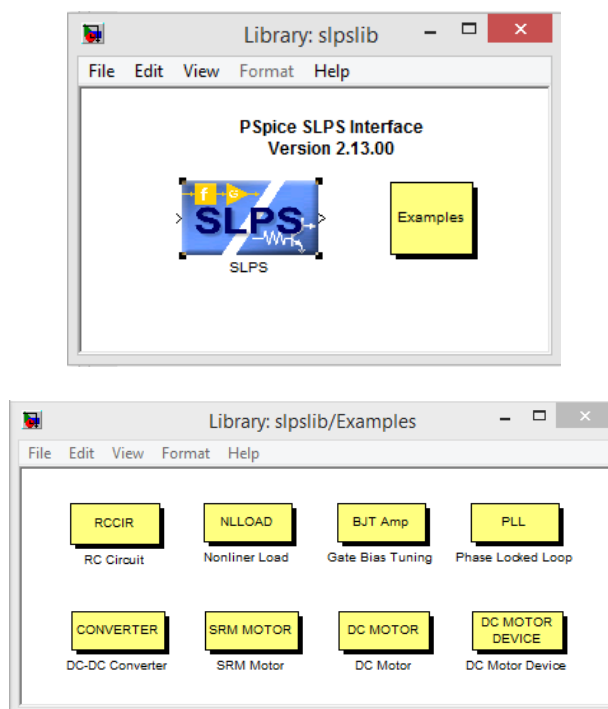 Library: slpslib
File Edit View Format Help
PSpice SLPS Interface
Version 2.13.00
f G
SLPS
Examples
SLPS
Library: slpslib/Examples
File Edit View Format Help
RCCIR NLLOAD BJT Amp PLL
RC Circuit Nonliner Load Gate Bias Tuning Phase Locked Loop
CONVERTER SRM MOTOR DC MOTOR DC MOTOR
DEVICE
DC-DC Converter SRM Motor DC Motor DC Motor Device